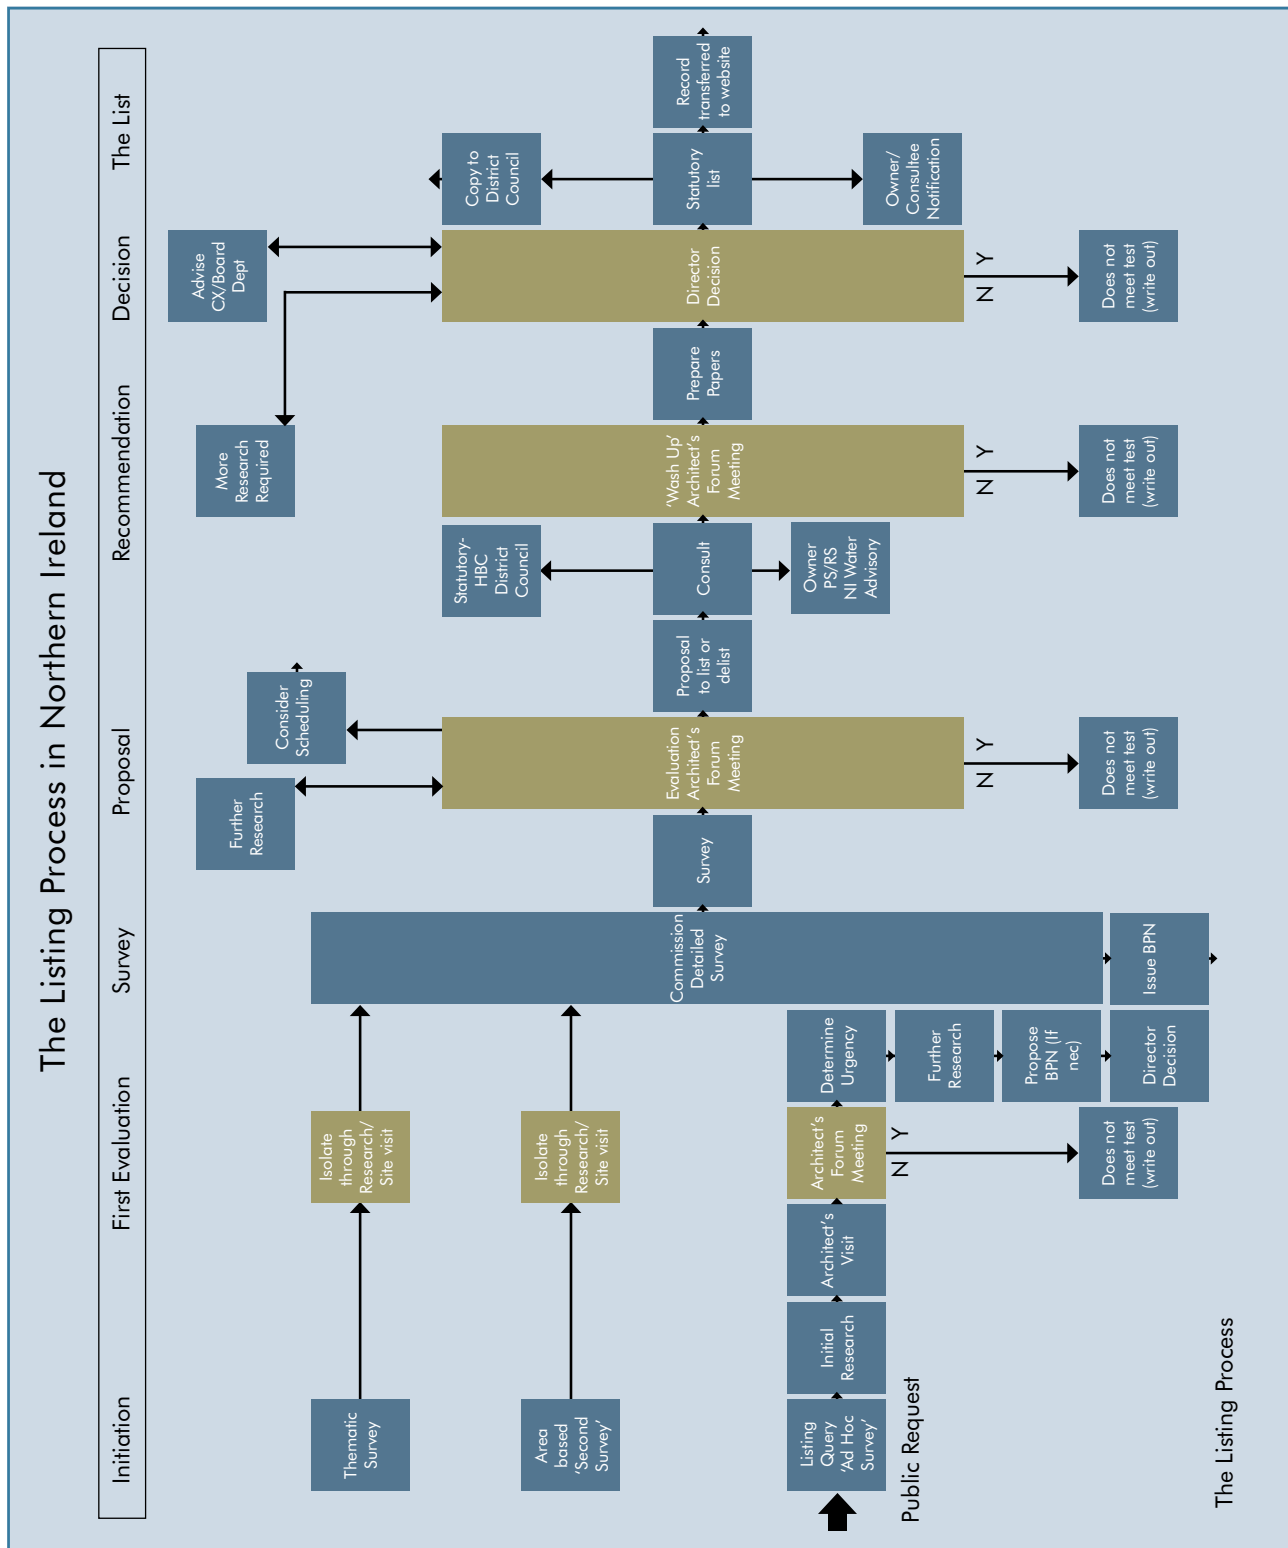 The Listing Process in Northern Ireland
Initiation
First Evaluation
Survey
Proposal
Recommendation
Decision
The List
Thematic
Survey
Isolate
through
Research/
Site visit
Area
based
‘Second
Survey’
Isolate
through
Research/
Site visit
Listing
Query
‘Ad Hoc
Survey’
Public Request
Initial
Research
Architect’s
Visit
Architect’s
Forum
Meeting
N Y
Does not
meet test
(write out)
Determine
Urgency
Further
Research
Propose
BPN (If
nec)
Director
Decision
Commission
Detailed
Survey
Issue BPN
Survey
Further
Research
Evaluation
Architect’s
Forum
Meeting
N Y
Does not
meet test
(write out)
Consider
Scheduling
Proposal
to list or
delist
Consult
Statutory-
HBC
District
Council
Owner
PS/RS
NI Water
Advisory
‘Wash Up’
Architect’s
Forum
Meeting
N Y
Does not
meet test
(write out)
More
Research
Required
Prepare
Papers
Advise
CX/Board
Dept
Director
Decision
N Y
Does not
meet test
(write out)
Copy to
District
Council
Statutory
list
Owner/
Consultee
Notification
Record
transferred
to website
The Listing Process